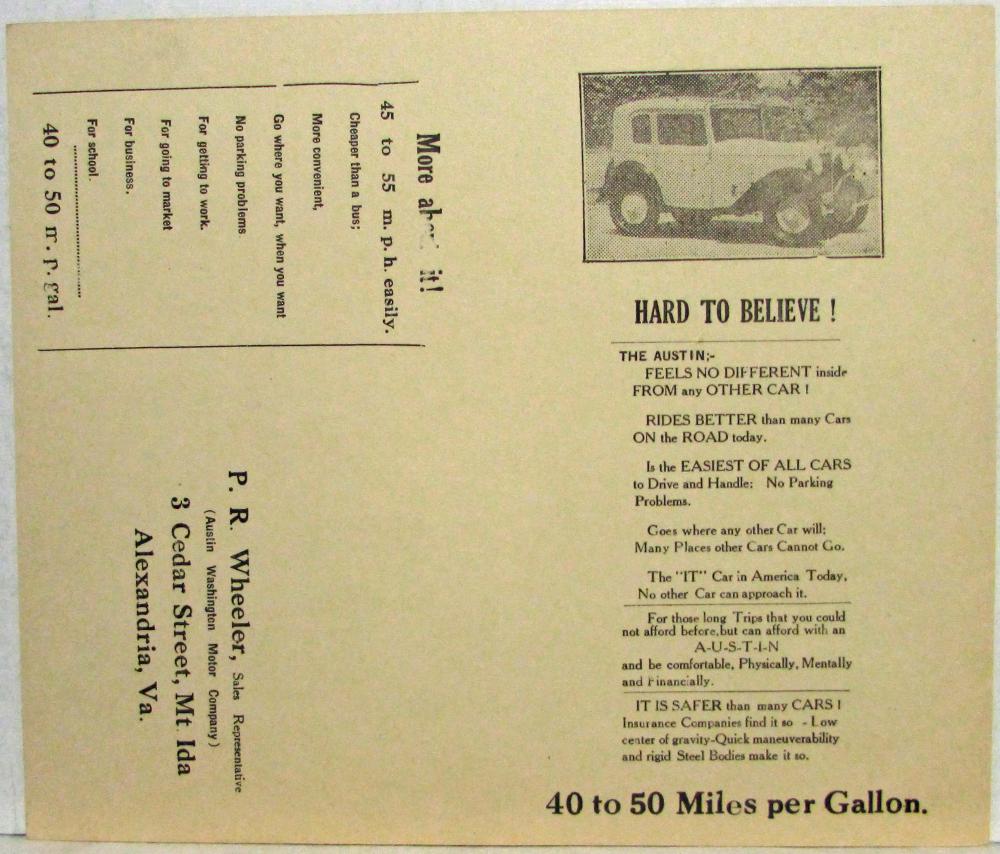 More about it!
45 to 55 m. p. h. easily.
Cheaper than a bus;
More convenient,
Go where you want, when you want
No parking problems
For getting to work.
For going to market
For business.
For school.
40 to 50 m. p. gal.
P. R. Wheeler, Sales Representative
(Austin Washington Motor Company)
3 Cedar Street, Mt. Ida
Alexandria, Va.
HARD TO BELIEVE !
THE AUSTIN;-
FEELS NO DIFFERENT inside
FROM any OTHER CAR !
RIDES BETTER than many Cars
ON the ROAD today.
Is the EASIEST OF ALL CARS
to Drive and Handle; No Parking
Problems.
Goes where any other Car will;
Many Places other Cars Cannot Go.
The "IT" Car in America Today,
No other Car can approach it.
For those long Trips that you could
not afford before,but can afford with an
A-U-S-T-I-N
and be comfortable, Physically, Mentally
and Financially.
IT IS SAFER than many CARS !
Insurance Companies find it so - Low
center of gravity-Quick maneuverability
and rigid Steel Bodies make it so.
40 to 50 Miles per Gallon.